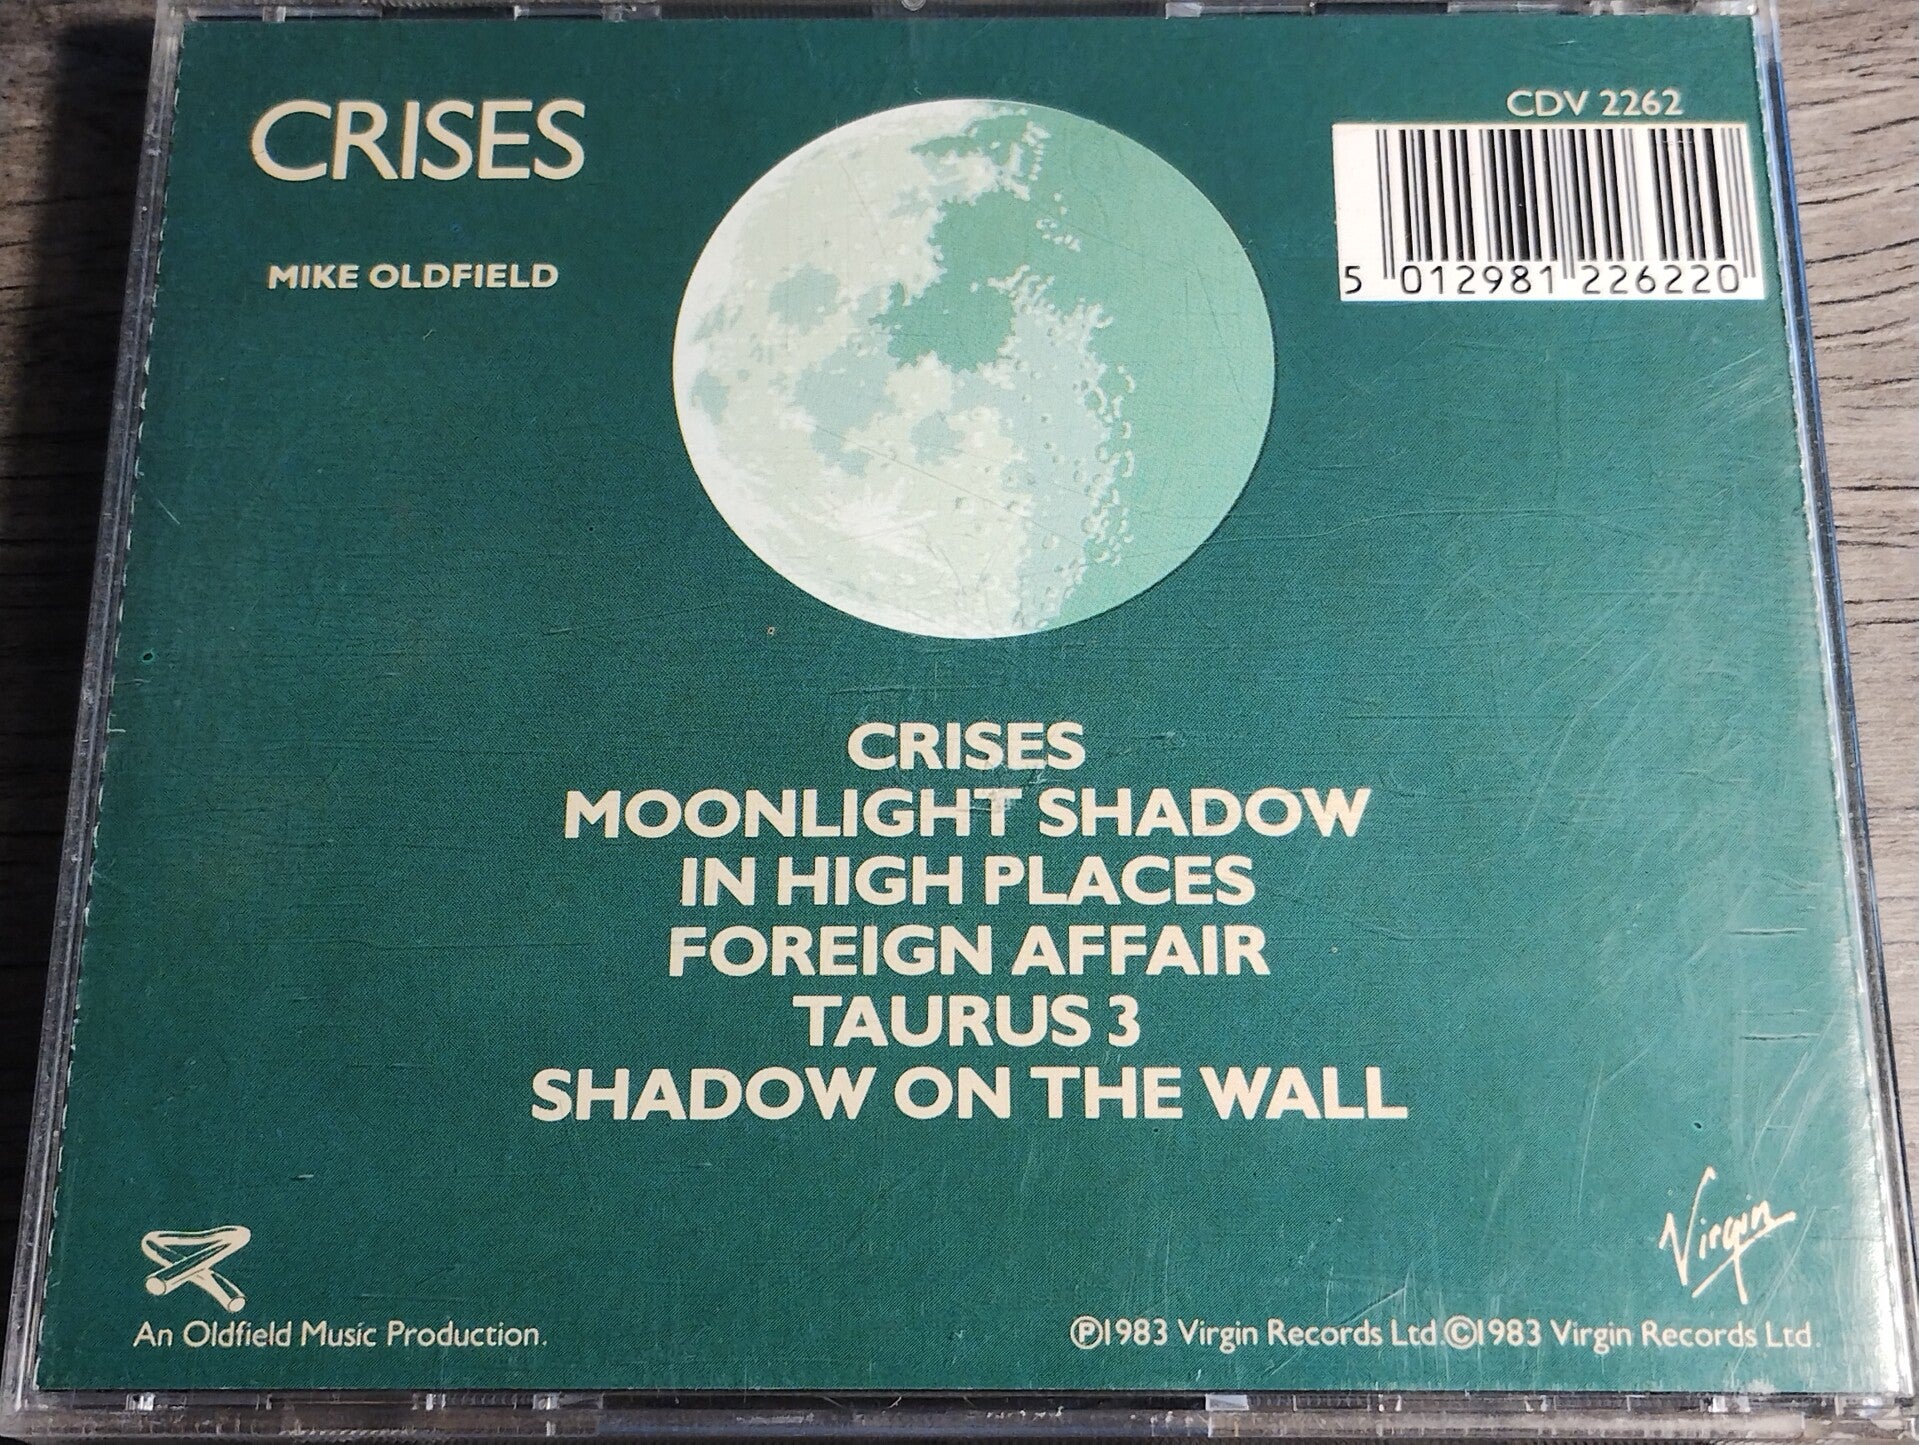 CRISES
MIKE OLDFIELD
CDV 2262
5 012981 226220
CRISES
MOONLIGHT SHADOW
IN HIGH PLACES
FOREIGN AFFAIR
TAURUS 3
SHADOW ON THE WALL
Virgin
An Oldfield Music Production.
℗1983 Virgin Records Ltd.©1983 Virgin Records Ltd.